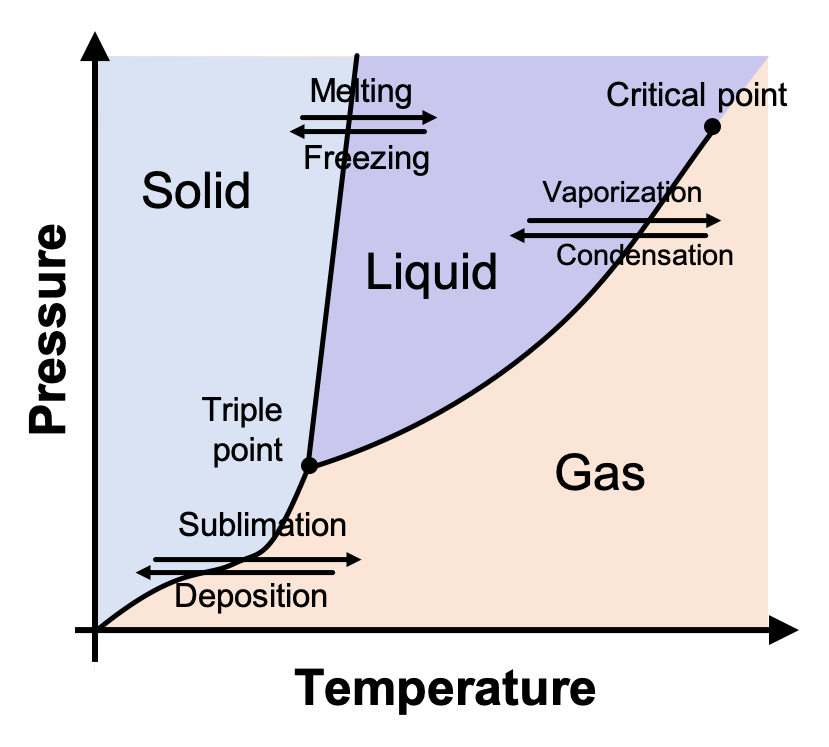 Melting
Critical point
Freezing
Solid
Vaporization
Condensation
Liquid
Pressure
Triple
point
Gas
Sublimation
Deposition
Temperature